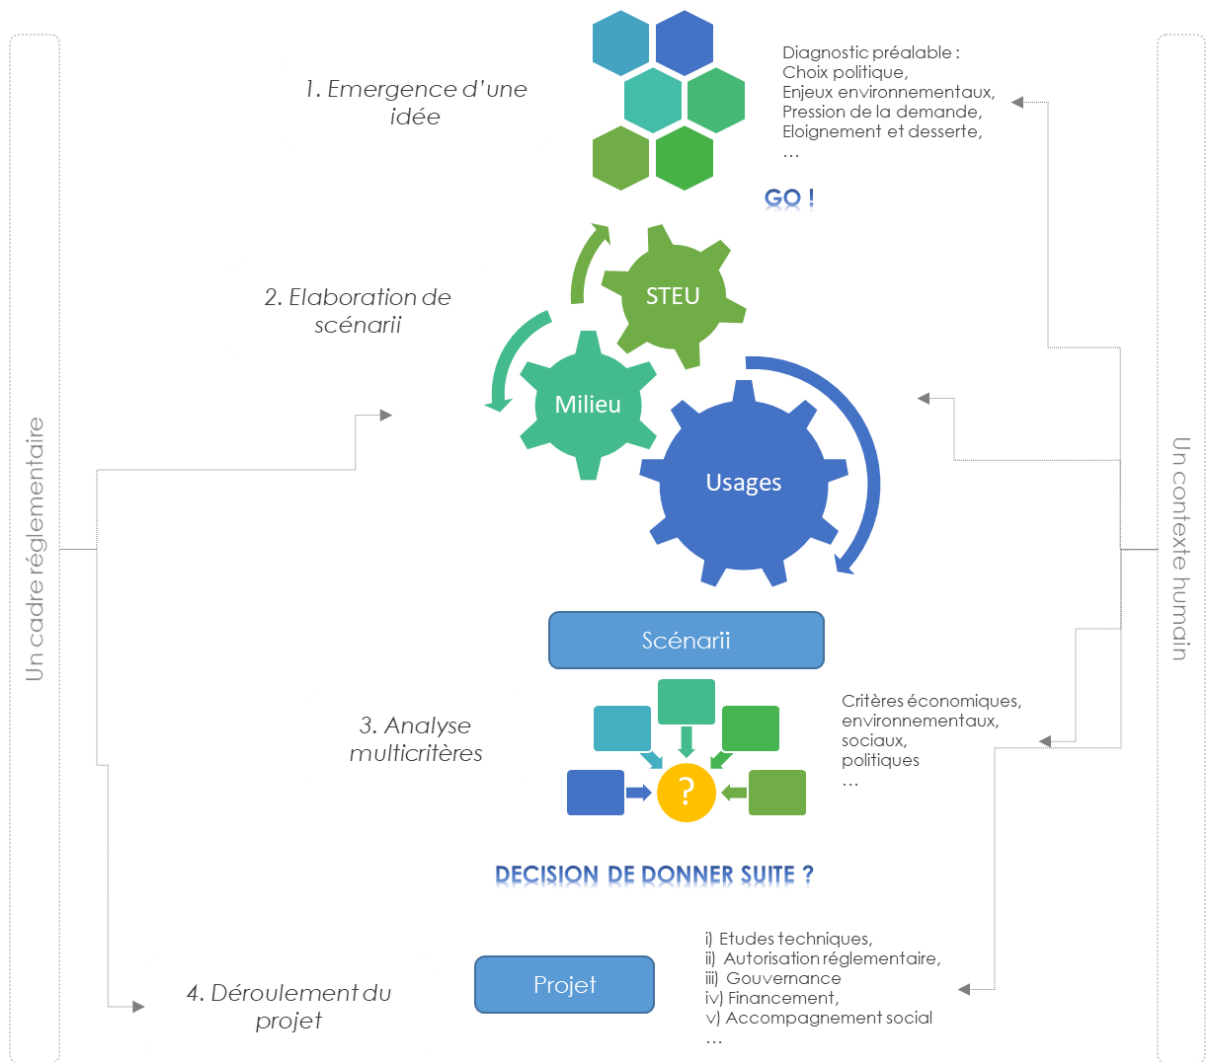 Un cadre réglementaire
1. Emergence d'une
idée
Diagnostic préalable :
Choix politique,
Enjeux environnementaux,
Pression de la demande,
Eloignement et desserte,
…
GO !
2. Elaboration de
scénarii
STEU
Milieu
Usages
Un contexte humain
Scénarii
3. Analyse
multicritères
?
Critères économiques,
environnementaux,
sociaux,
politiques
…
DECISION DE DONNER SUITE ?
4. Déroulement du
projet
Projet
i) Etudes techniques,
ii) Autorisation réglementaire,
iii) Gouvernance
iv) Financement,
v) Accompagnement social
…